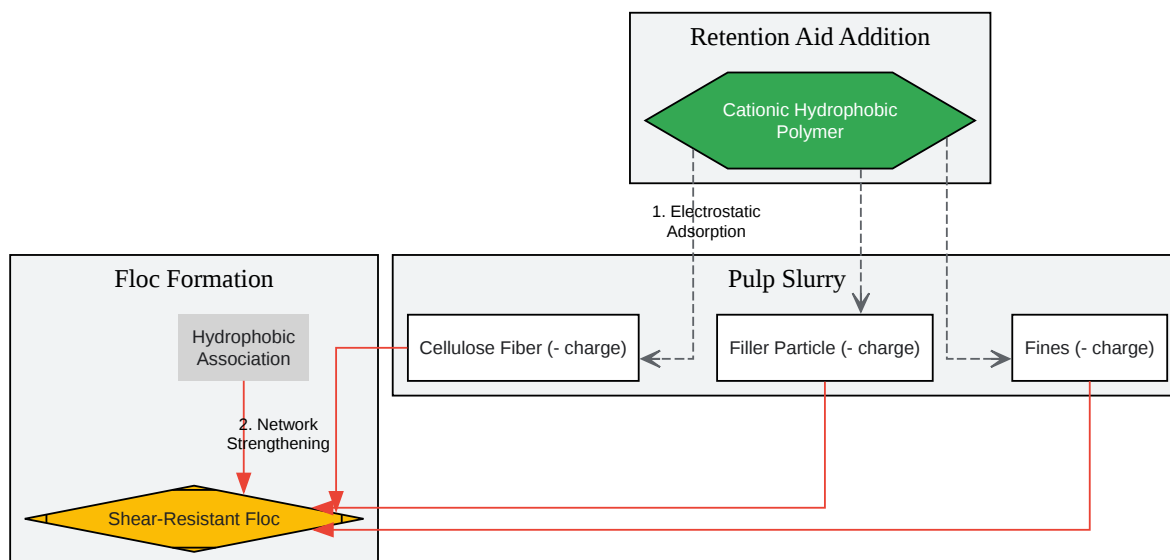 Retention Aid Addition
Cationic Hydrophobic
Polymer
1. Electrostatic
Adsorption
Floc Formation
Pulp Slurry
Hydrophobic
Association
Cellulose Fiber (- charge)
Filler Particle (- charge)
Fines (- charge)
2. Network
Strengthening
Shear-Resistant Floc